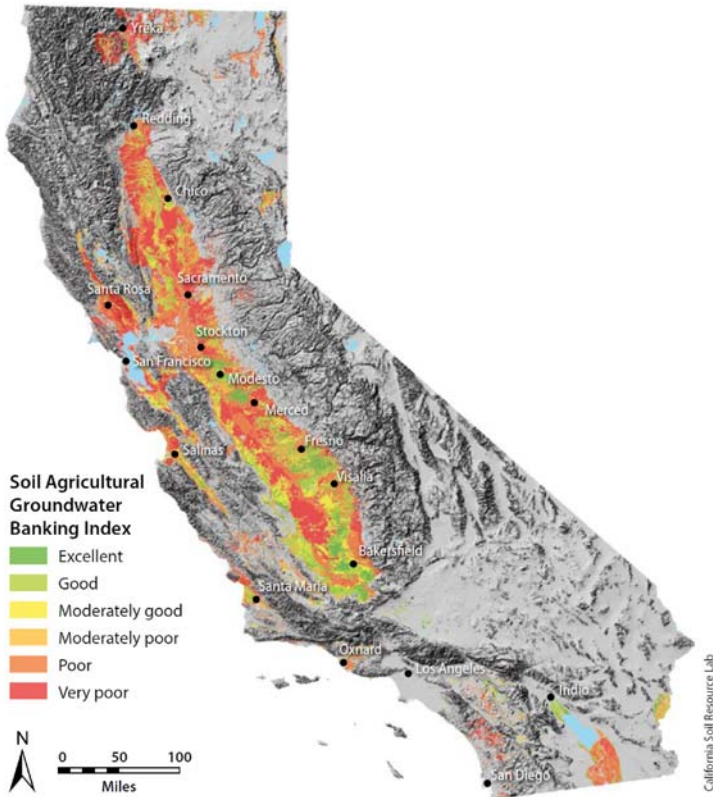 Yreka
Redding
Chico
Sacramento
Santa Rosa
Stockton
San Francisco
Modesto
Merced
Fresno
Salinas
Visalia
Soil Agricultural
Groundwater
Banking Index
Excellent
Good
Moderately good
Moderately poor
Poor
Very poor
Bakersfield
Santa Maria
Oxnard
Los Angeles
Indio
San Diego
N
0 50 100
Miles
California Soil Resource Lab